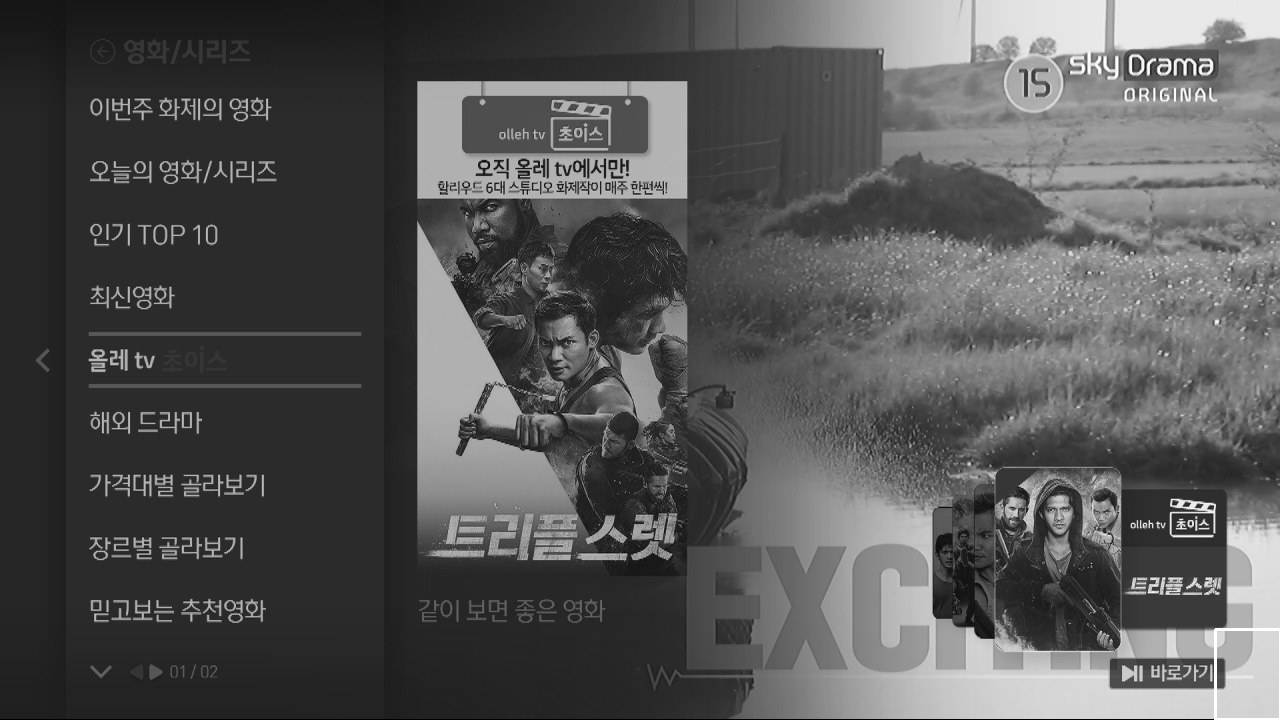 영화/시리즈
이번주 화제의 영화
오늘의 영화/시리즈
인기 TOP 10
최신영화
올레 tv 초이스
해외 드라마
가격대별 골라보기
장르별 골라보기
믿고보는 추천영화
01 / 02
olleh tv 초이스
오직 올레 tv에서만!
할리우드 6대 스튜디오 화제작이 매주 한편씩!
트리플 스렛
같이 보면 좋은 영화
15
sky Drama
ORIGINAL
olleh tv 초이스
트리플 스렛
EXCITING
바로가기